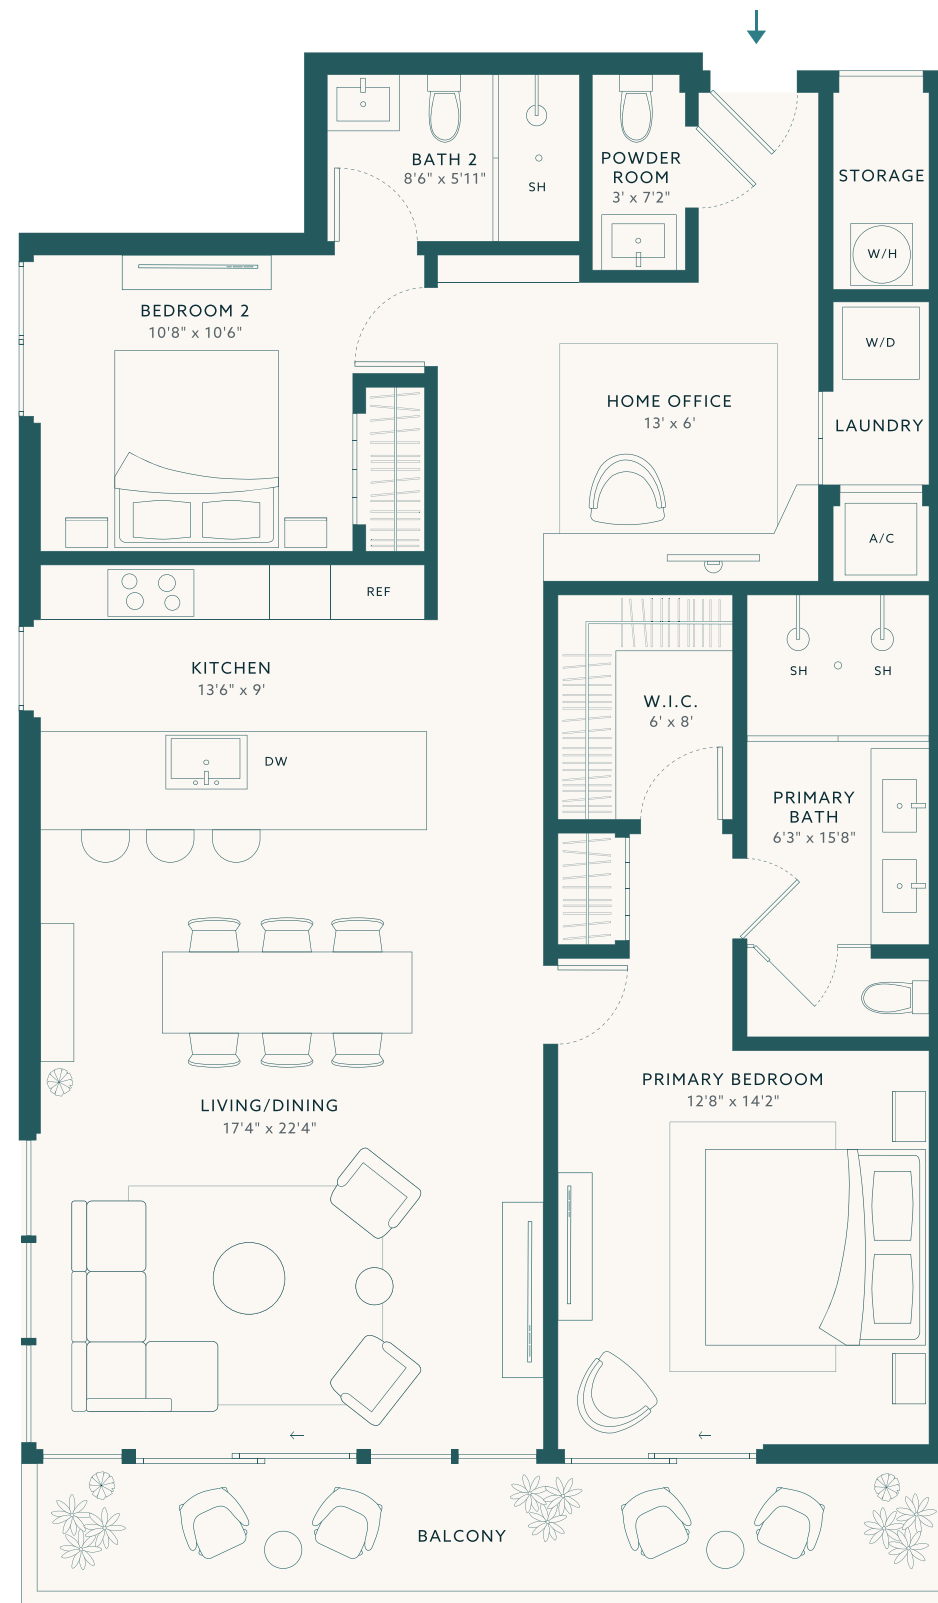 BATH 2
8'6" x 5'11"
SH
POWDER
ROOM
3' x 7'2"
STORAGE
W/H
BEDROOM 2
10'8" x 10'6"
W/D
HOME OFFICE
13' x 6'
LAUNDRY
A/C
REF
KITCHEN
13'6" x 9'
SH
SH
W.I.C.
6' x 8'
DW
PRIMARY
BATH
6'3" x 15'8"
PRIMARY BEDROOM
12'8" x 14'2"
LIVING/DINING
17'4" x 22'4"
BALCONY